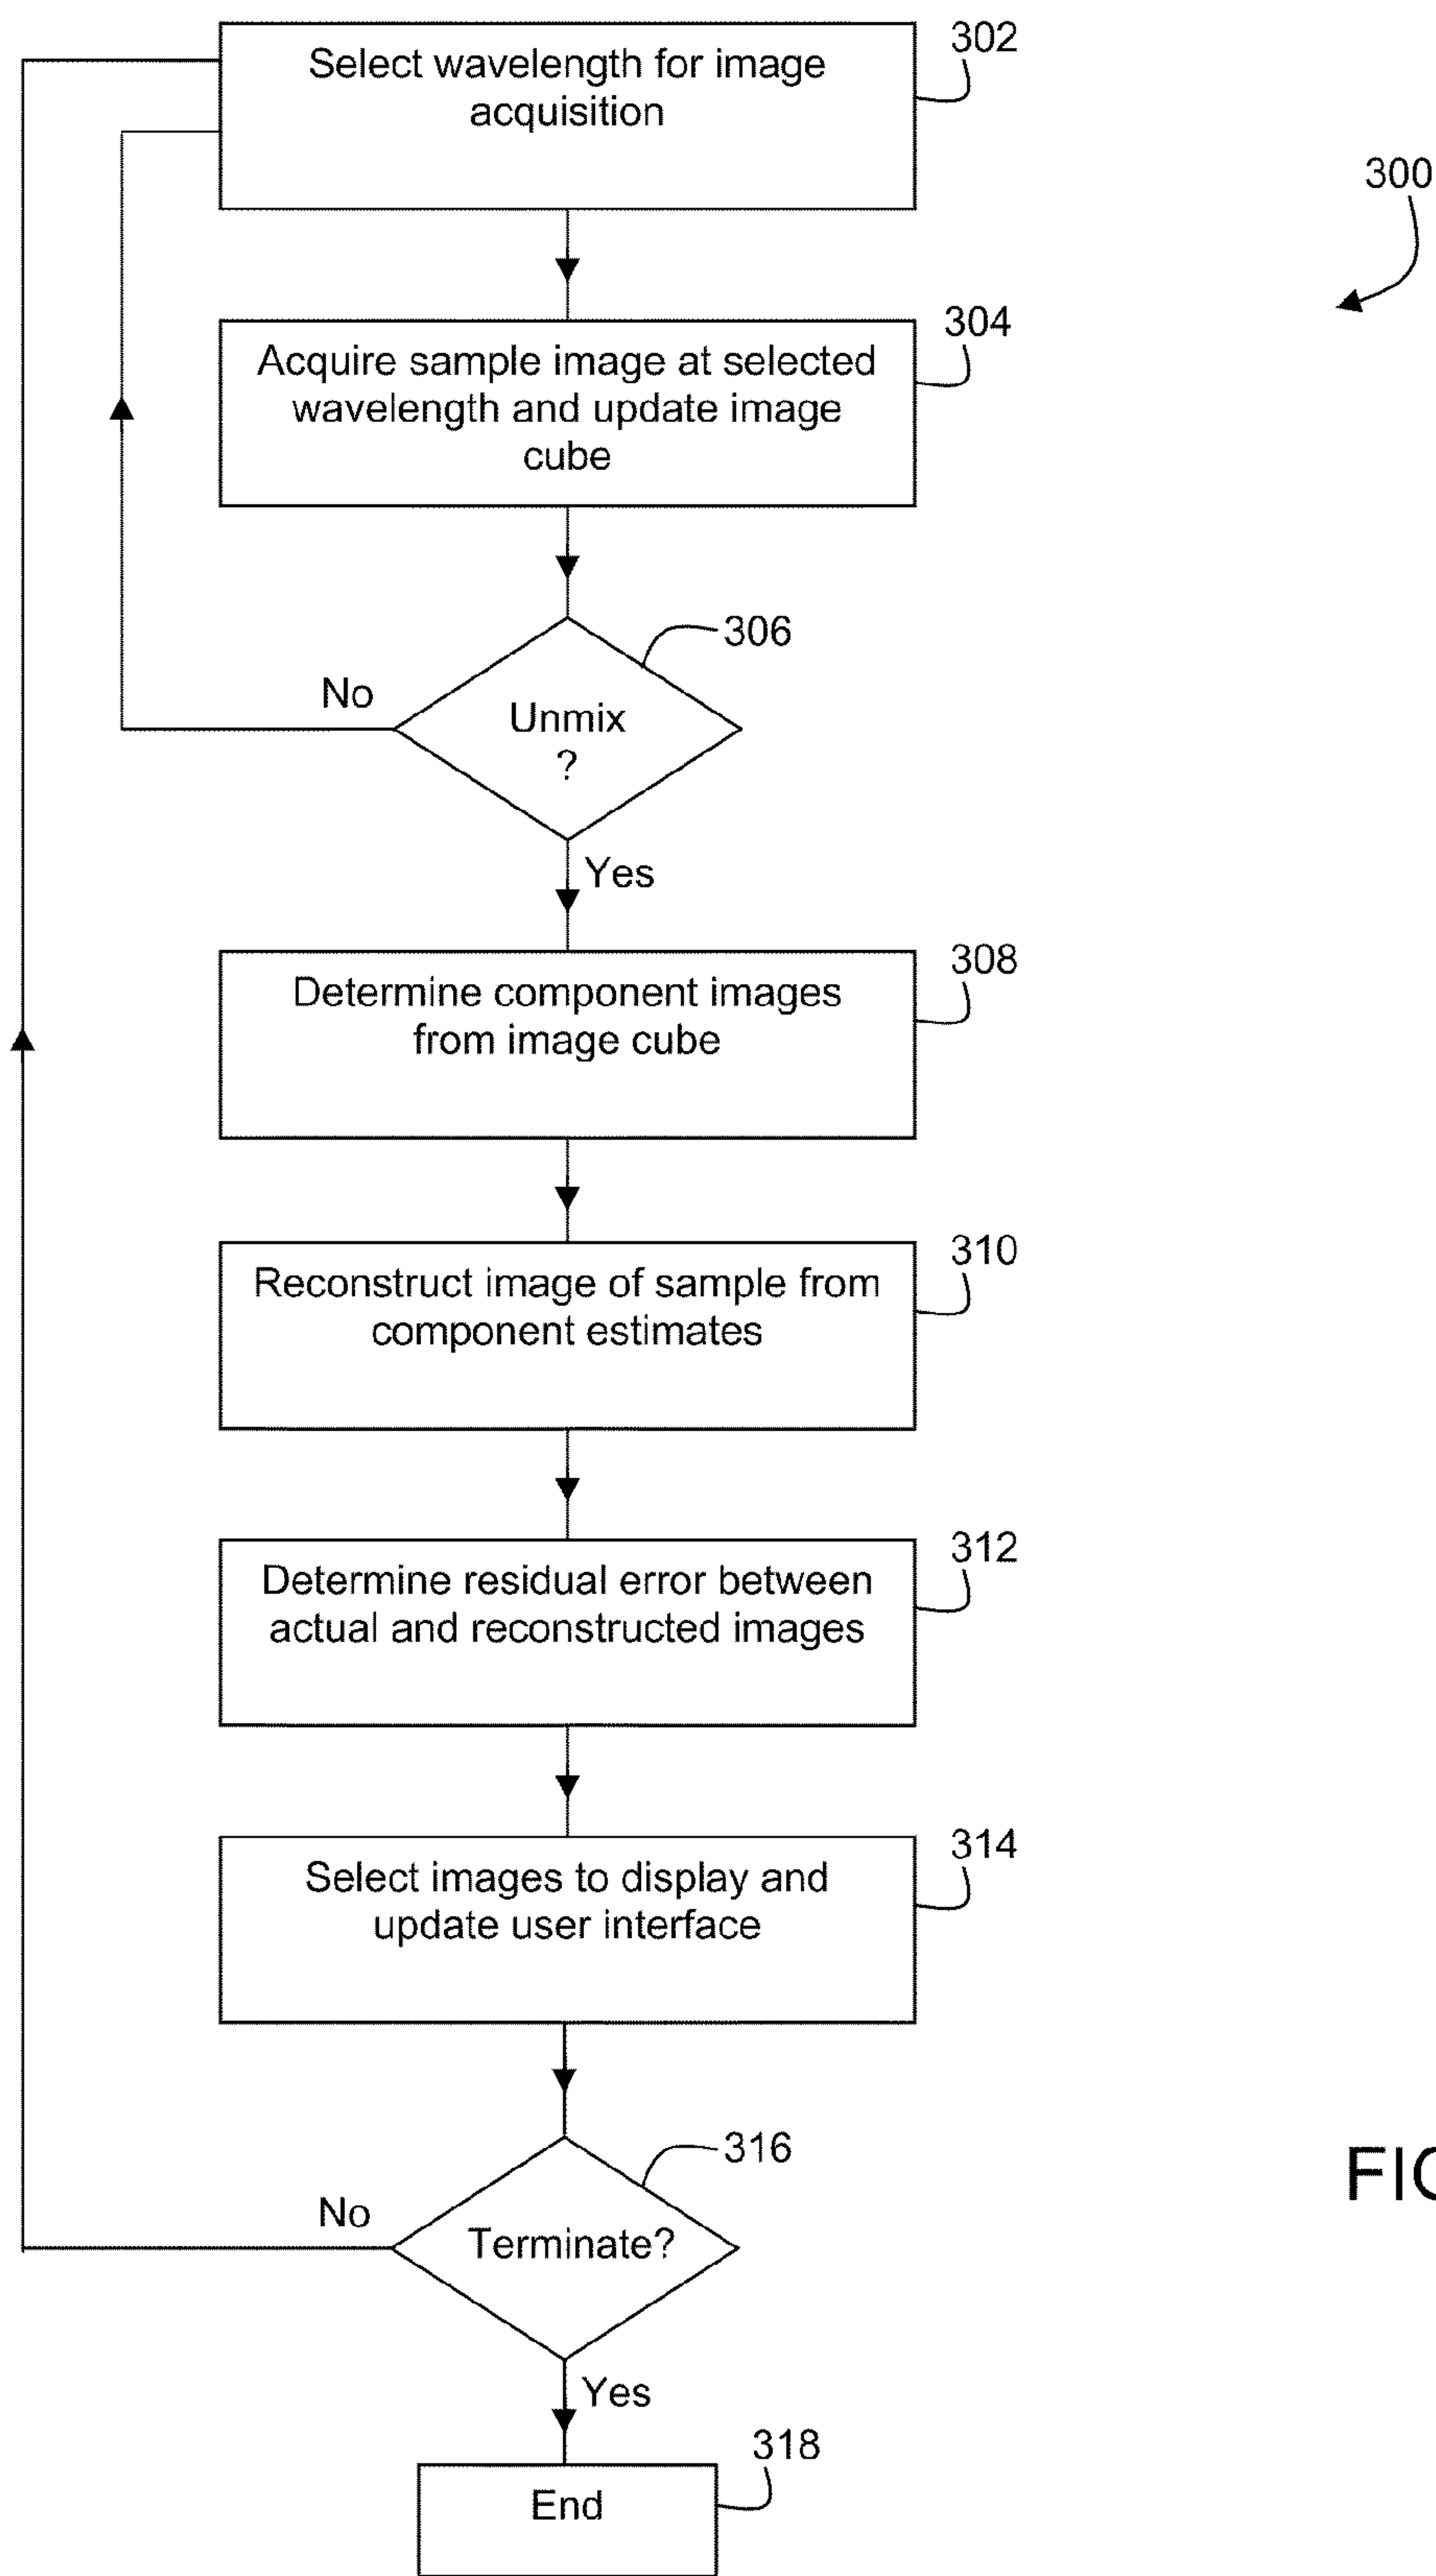 302
Select wavelength for image
acquisition
300
304
Acquire sample image at selected
wavelength and update image
cube
306
No
Unmix
?
Yes
308
Determine component images
from image cube
310
Reconstruct image of sample from
component estimates
312
Determine residual error between
actual and reconstructed images
314
Select images to display and
update user interface
316
No
Terminate?
Yes
318
End